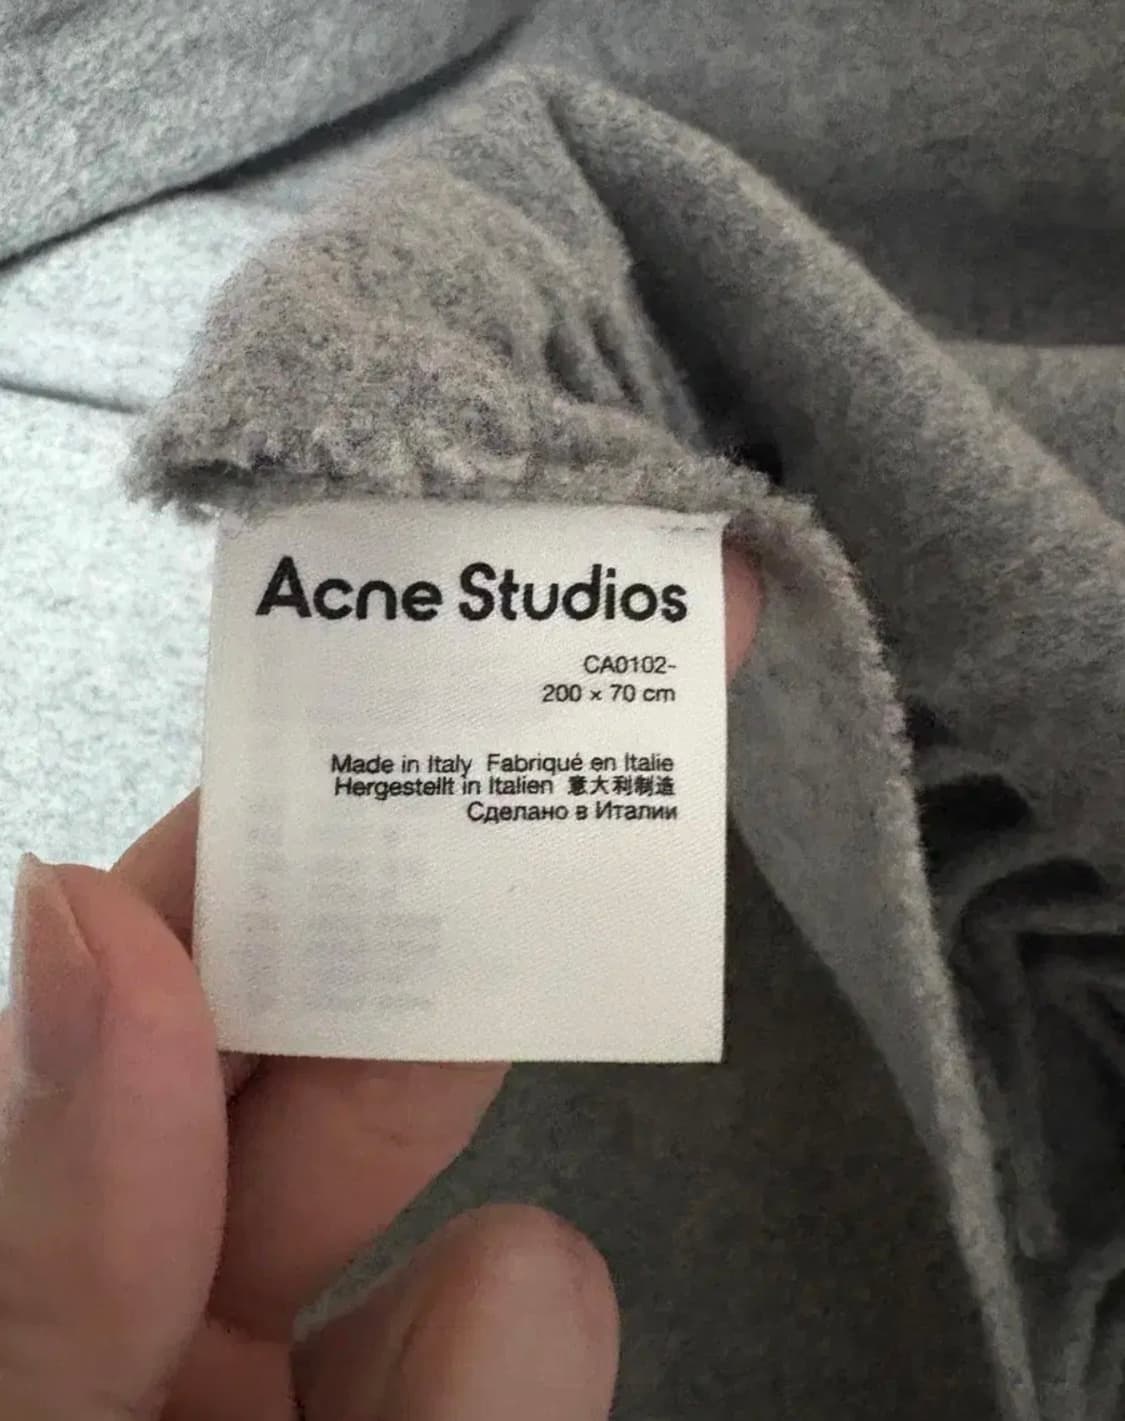 Acne Studios
CA0102-
200 × 70 cm
Made in Italy Fabriqué en Italie
Hergestellt in Italien 意大利制造
Сделано в Италии